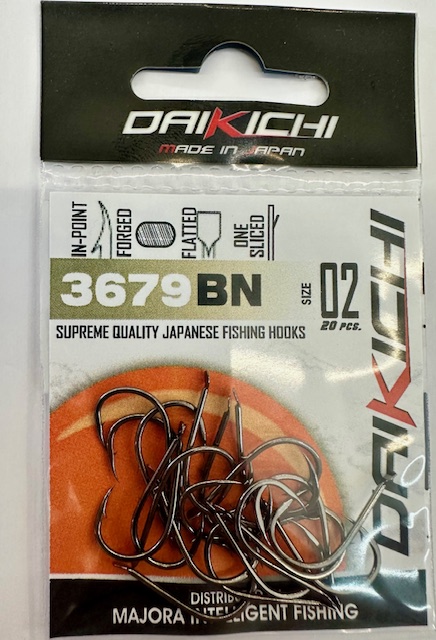 DAIKICHI
MADE IN JAPAN
IN-POINT
FORGED
FLATTED
ONE
SLICED
3679BN
SIZE
02
20 PCS.
SUPREME QUALITY JAPANESE FISHING HOOKS
DAIKICHI
MAJORA INTELLIGENT FISHING